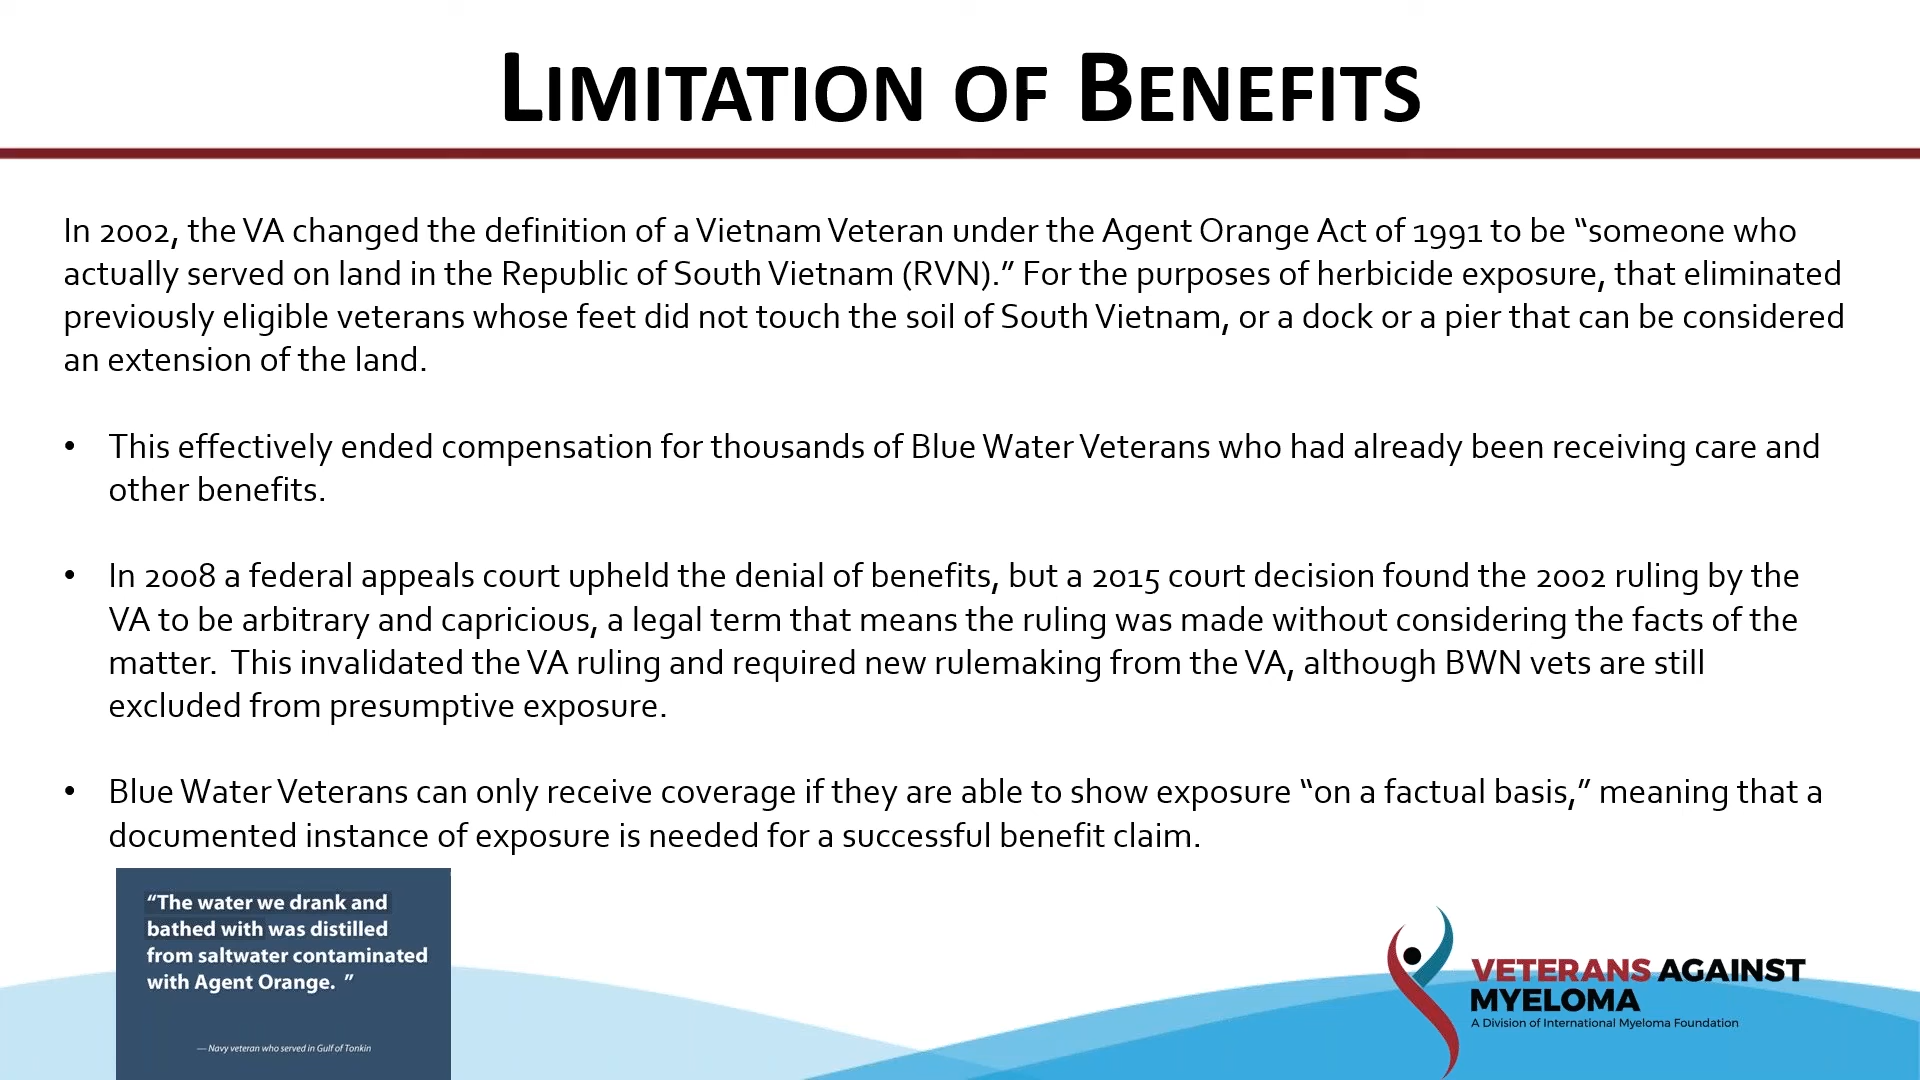 LIMITATION OF BENEFITS
In 2002, the VA changed the definition of a Vietnam Veteran under the Agent Orange Act of 1991 to be “someone who
actually served on land in the Republic of South Vietnam (RVN).” For the purposes of herbicide exposure, that eliminated
previously eligible veterans whose feet did not touch the soil of South Vietnam, or a dock or a pier that can be considered
an extension of the land.
• This effectively ended compensation for thousands of Blue Water Veterans who had already been receiving care and
other benefits.
• In 2008 a federal appeals court upheld the denial of benefits, but a 2015 court decision found the 2002 ruling by the
VA to be arbitrary and capricious, a legal term that means the ruling was made without considering the facts of the
matter.  This invalidated the VA ruling and required new rulemaking from the VA, although BWN vets are still
excluded from presumptive exposure.
• Blue Water Veterans can only receive coverage if they are able to show exposure “on a factual basis,” meaning that a
documented instance of exposure is needed for a successful benefit claim.
“The water we drank and
bathed with was distilled
from saltwater contaminated
with Agent Orange. ”
— Navy veteran who served in Gulf of Tonkin
VETERANS AGAINST
MYELOMA
A Division of International Myeloma Foundation